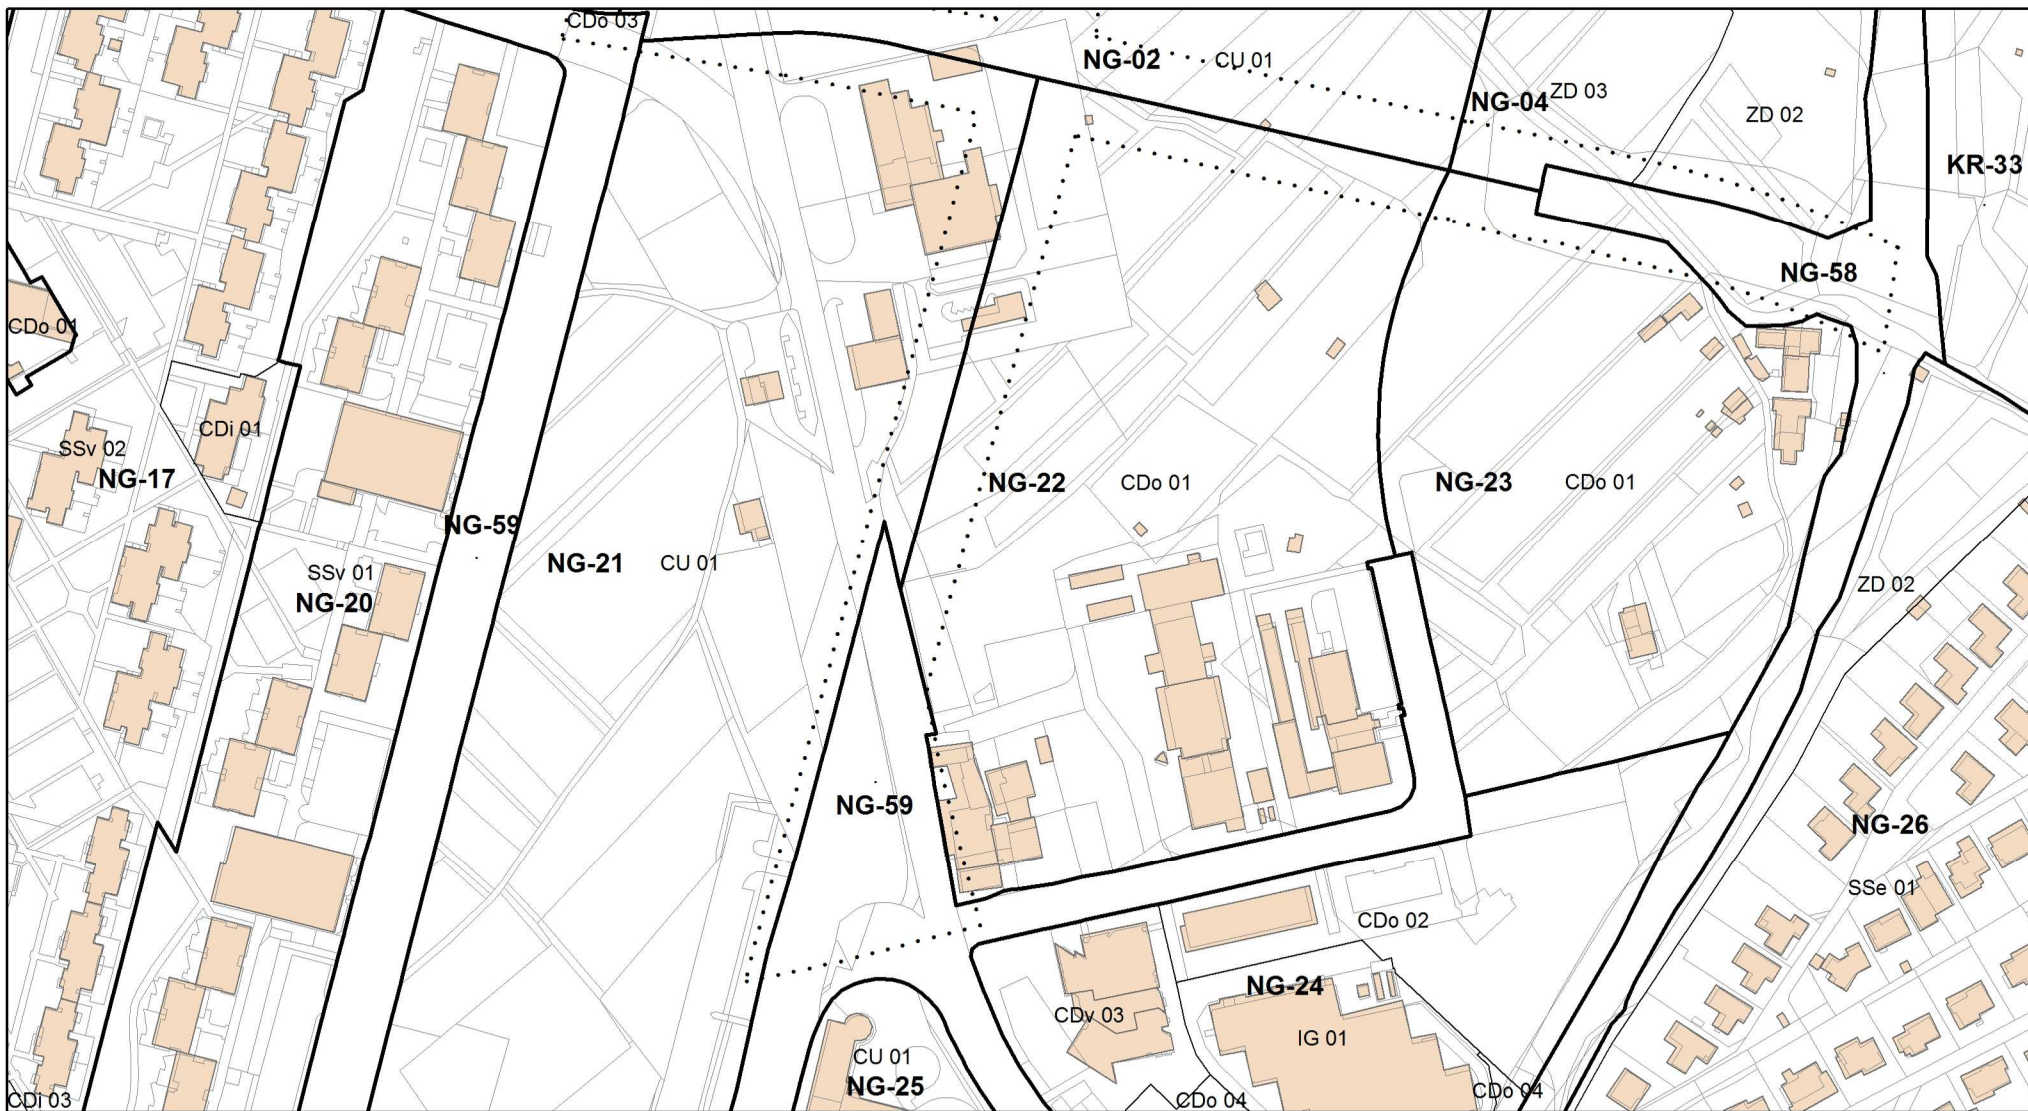 CDo 03
NG-02
CU 01
NG-04
ZD 03
ZD 02
KR-33
NG-58
CDo 01
CDi 01
SSv 02
NG-17
NG-59
NG-22
CDo 01
NG-23
CDo 01
NG-21
CU 01
SSv 01
NG-20
ZD 02
NG-59
NG-26
SSe 01
CDo 02
NG-24
CDv 03
IG 01
CU 01
NG-25
CDi 03
CDo 04
CDo 04